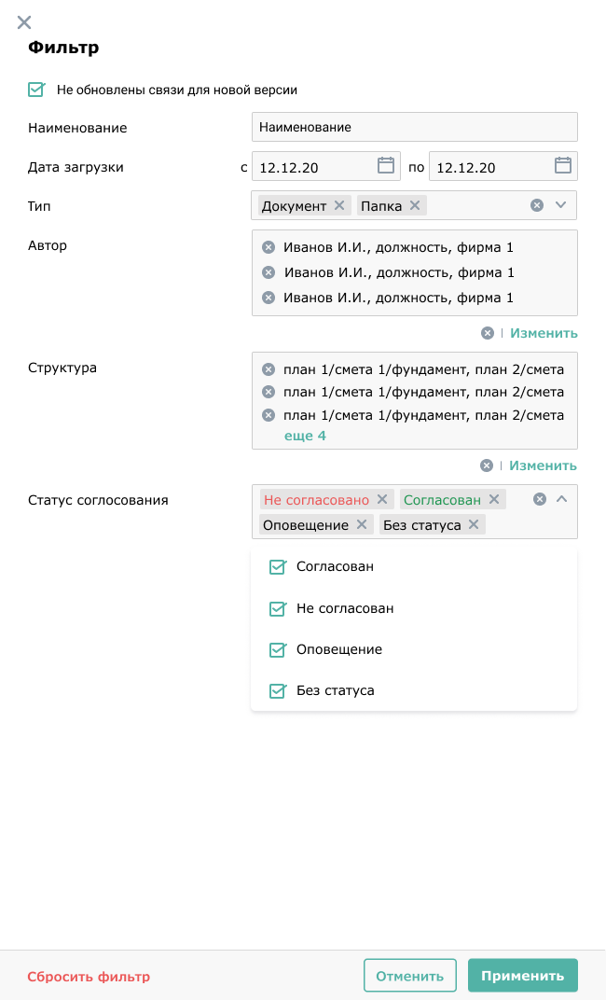 Фильтр
Не обновлены связи для новой версии
Наименование Наименование
Дата загрузки с 12.12.20 по 12.12.20
Тип Документ Папка
Автор Иванов И.И., должность, фирма 1
Иванов И.И., должность, фирма 1
Иванов И.И., должность, фирма 1
Изменить
Структура план 1/смета 1/фундамент, план 2/смета
план 1/смета 1/фундамент, план 2/смета
план 1/смета 1/фундамент, план 2/смета
еще 4
Изменить
Статус соглосования Не согласовано Согласован
Оповещение Без статуса
Согласован
Не согласован
Оповещение
Без статуса
Сбросить фильтр Отменить Применить